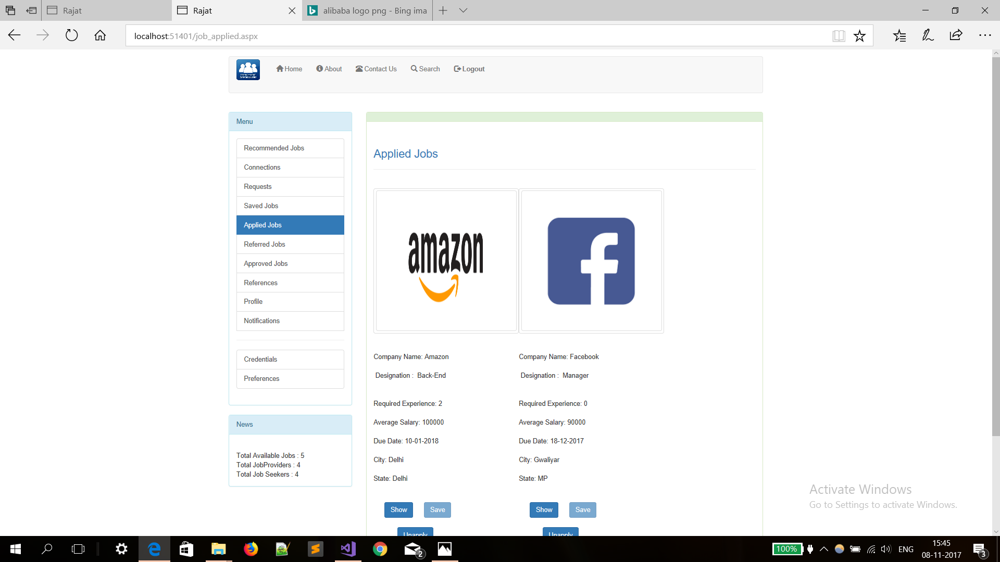 Rajat
Rajat
alibaba logo png - Bing ima
localhost:51401/job_applied.aspx
Home
About
Contact Us
Search
Logout
Menu
Recommended Jobs
Connections
Requests
Saved Jobs
Applied Jobs
Referred Jobs
Approved Jobs
References
Profile
Notifications
Credentials
Preferences
News
Total Available Jobs : 5
Total JobProviders : 4
Total Job Seekers : 4
Applied Jobs
amazon
f
Company Name: Amazon
Designation : Back-End
Required Experience: 2
Average Salary: 100000
Due Date: 10-01-2018
City: Delhi
State: Delhi
Show
Save
Unapply
Company Name: Facebook
Designation : Manager
Required Experience: 0
Average Salary: 90000
Due Date: 18-12-2017
City: Gwaliyar
State: MP
Show
Save
Unapply
Activate Windows
Go to Settings to activate Windows.
2
100%
ENG
15:45
08-11-2017
3